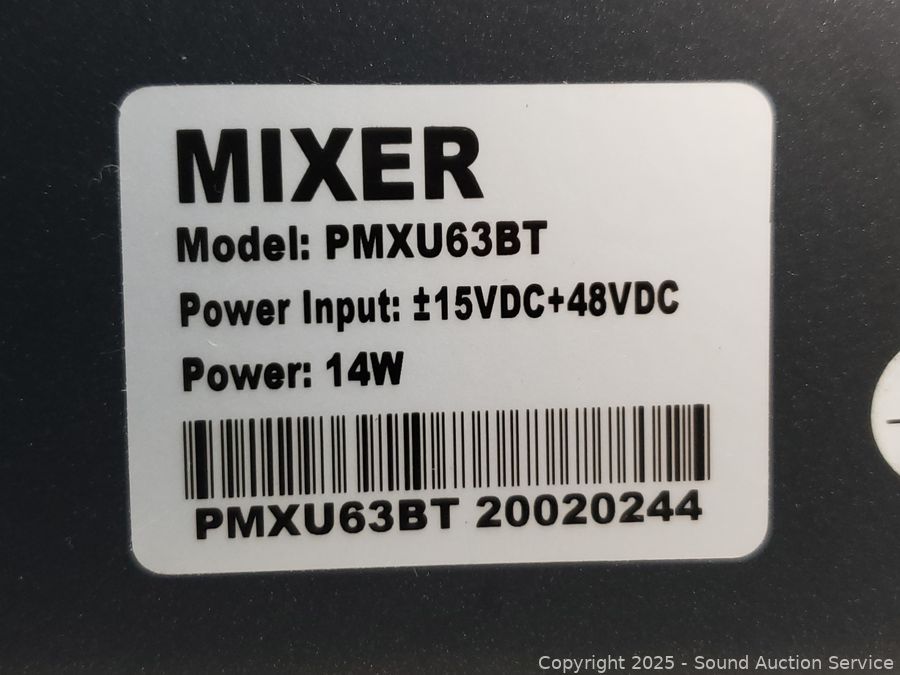 MIXER
Model: PMXU63BT
Power Input: ±15VDC+48VDC
Power: 14W
PMXU63BT 20020244
Copyright 2025 - Sound Auction Service